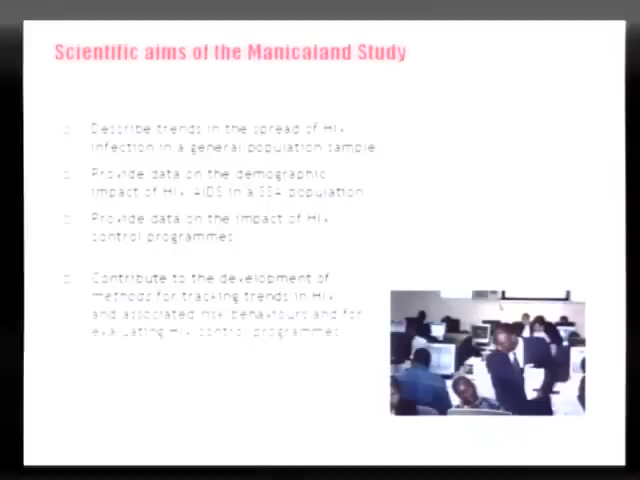 Scientific aims of the Manicaland Study
Describe trends in the spread of HIV
infection in a general population sample
Provide data on the demographic
impact of HIV AIDS in a SSA population
Provide data on the impact of HIV
control programmes
Contribute to the development of
methods for tracking trends in HIV
and associated risk behaviours and for
evaluating HIV control programmes